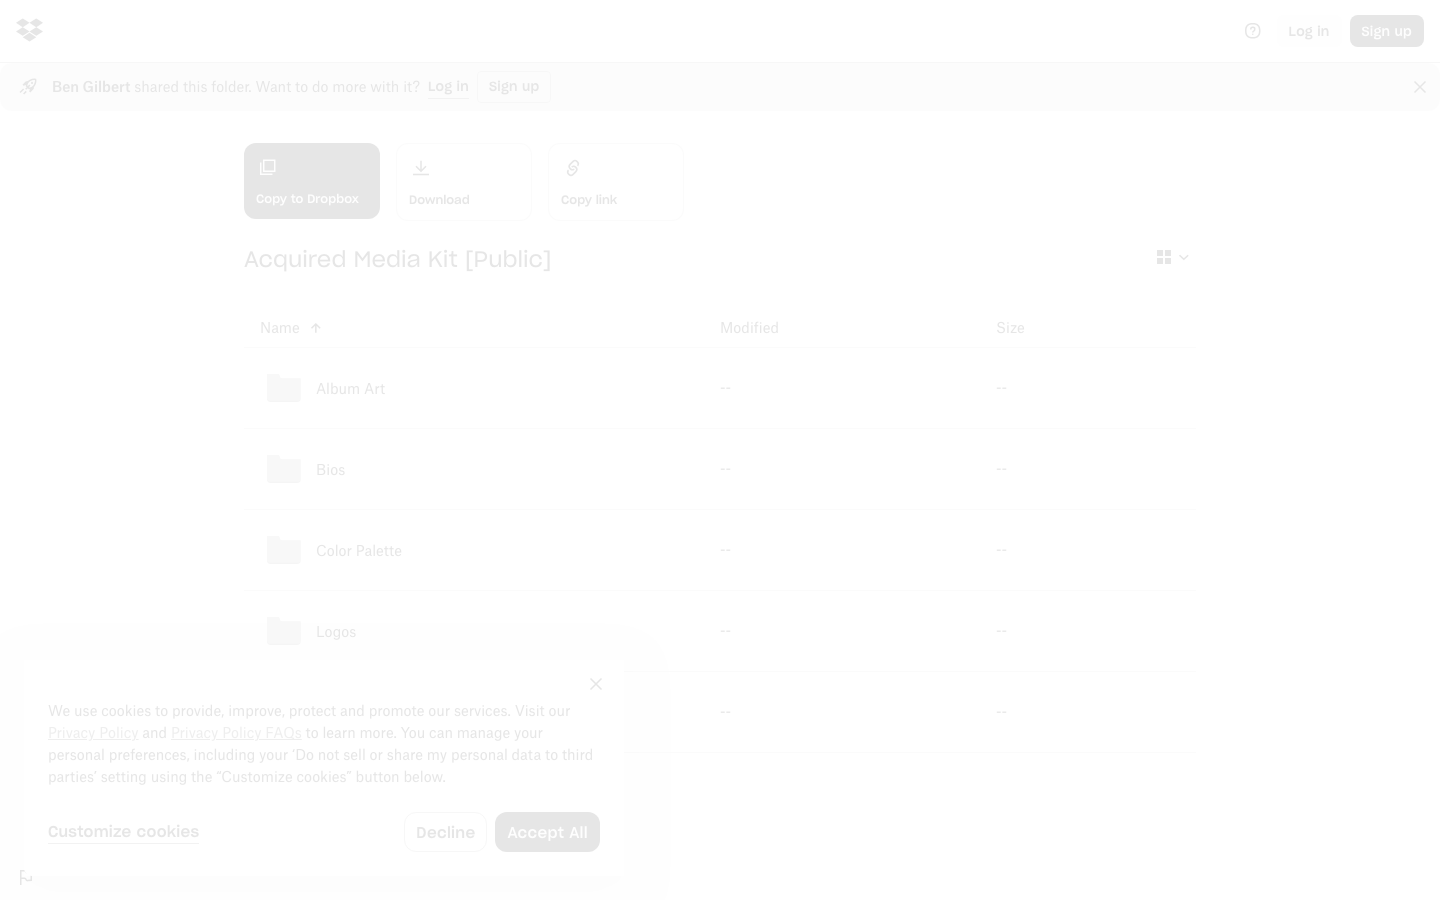 Log in
Sign up
Ben Gilbert shared this folder. Want to do more with it? Log in Sign up
Copy to Dropbox
Download
Copy link
Acquired Media Kit [Public]
Name Modified Size
Album Art -- --
Bios -- --
Color Palette -- --
Logos -- --
-- --
We use cookies to provide, improve, protect and promote our services. Visit our
Privacy Policy and Privacy Policy FAQs to learn more. You can manage your
personal preferences, including your ‘Do not sell or share my personal data to third
parties’ setting using the “Customize cookies” button below.
Customize cookies
Decline
Accept All